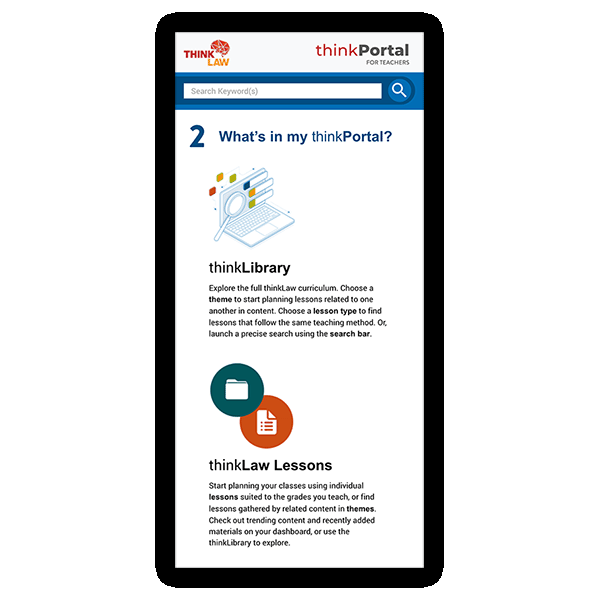 THINK
LAW
thinkPortal
FOR TEACHERS
Search Keyword(s)
2 What's in my thinkPortal?
thinkLibrary
Explore the full thinkLaw curriculum. Choose a
theme to start planning lessons related to one
another in content. Choose a lesson type to find
lessons that follow the same teaching method. Or,
launch a precise search using the search bar.
thinkLaw Lessons
Start planning your classes using individual
lessons suited to the grades you teach, or find
lessons gathered by related content in themes.
Check out trending content and recently added
materials on your dashboard, or use the
thinkLibrary to explore.